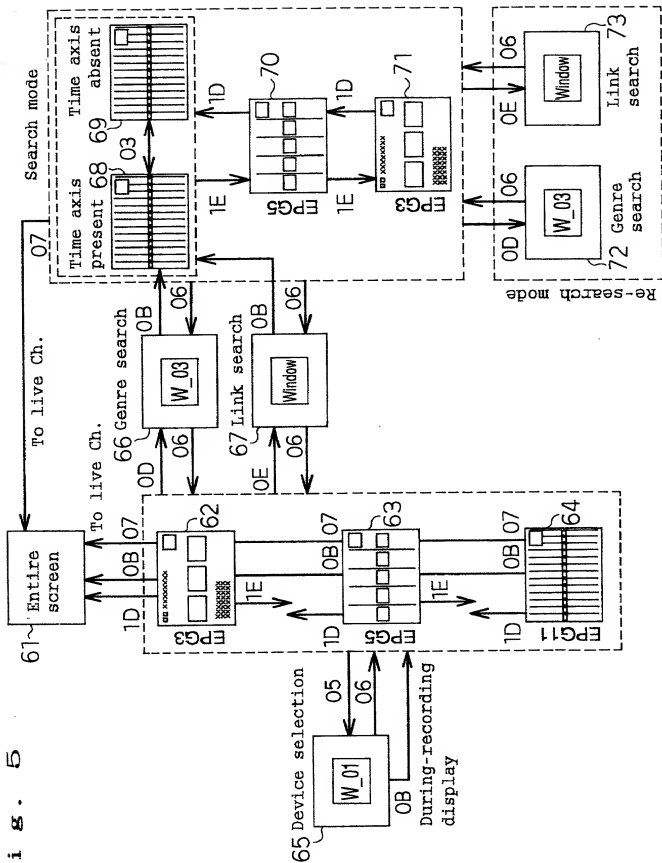 i g . 5
61 Entire
screen
To live Ch.
07
Search mode
To live Ch.
1D
0B
07
62
EPG3
1E
1D
0B
07
63
EPG5
1E
1D
0B
07
64
EPG11
65 Device selection
W_01
05
06
0B
During-recording
display
0D
06
66 Genre search
W_03
0B
06
0E
06
67 Link search
Window
0B
06
Time axis
present
68
03
Time axis
absent
69
1E
1D
70
EPG5
1E
1D
71
EPG3
Re-search mode
0D
06
W_03
72
Genre
search
0E
06
Window
73
Link
search